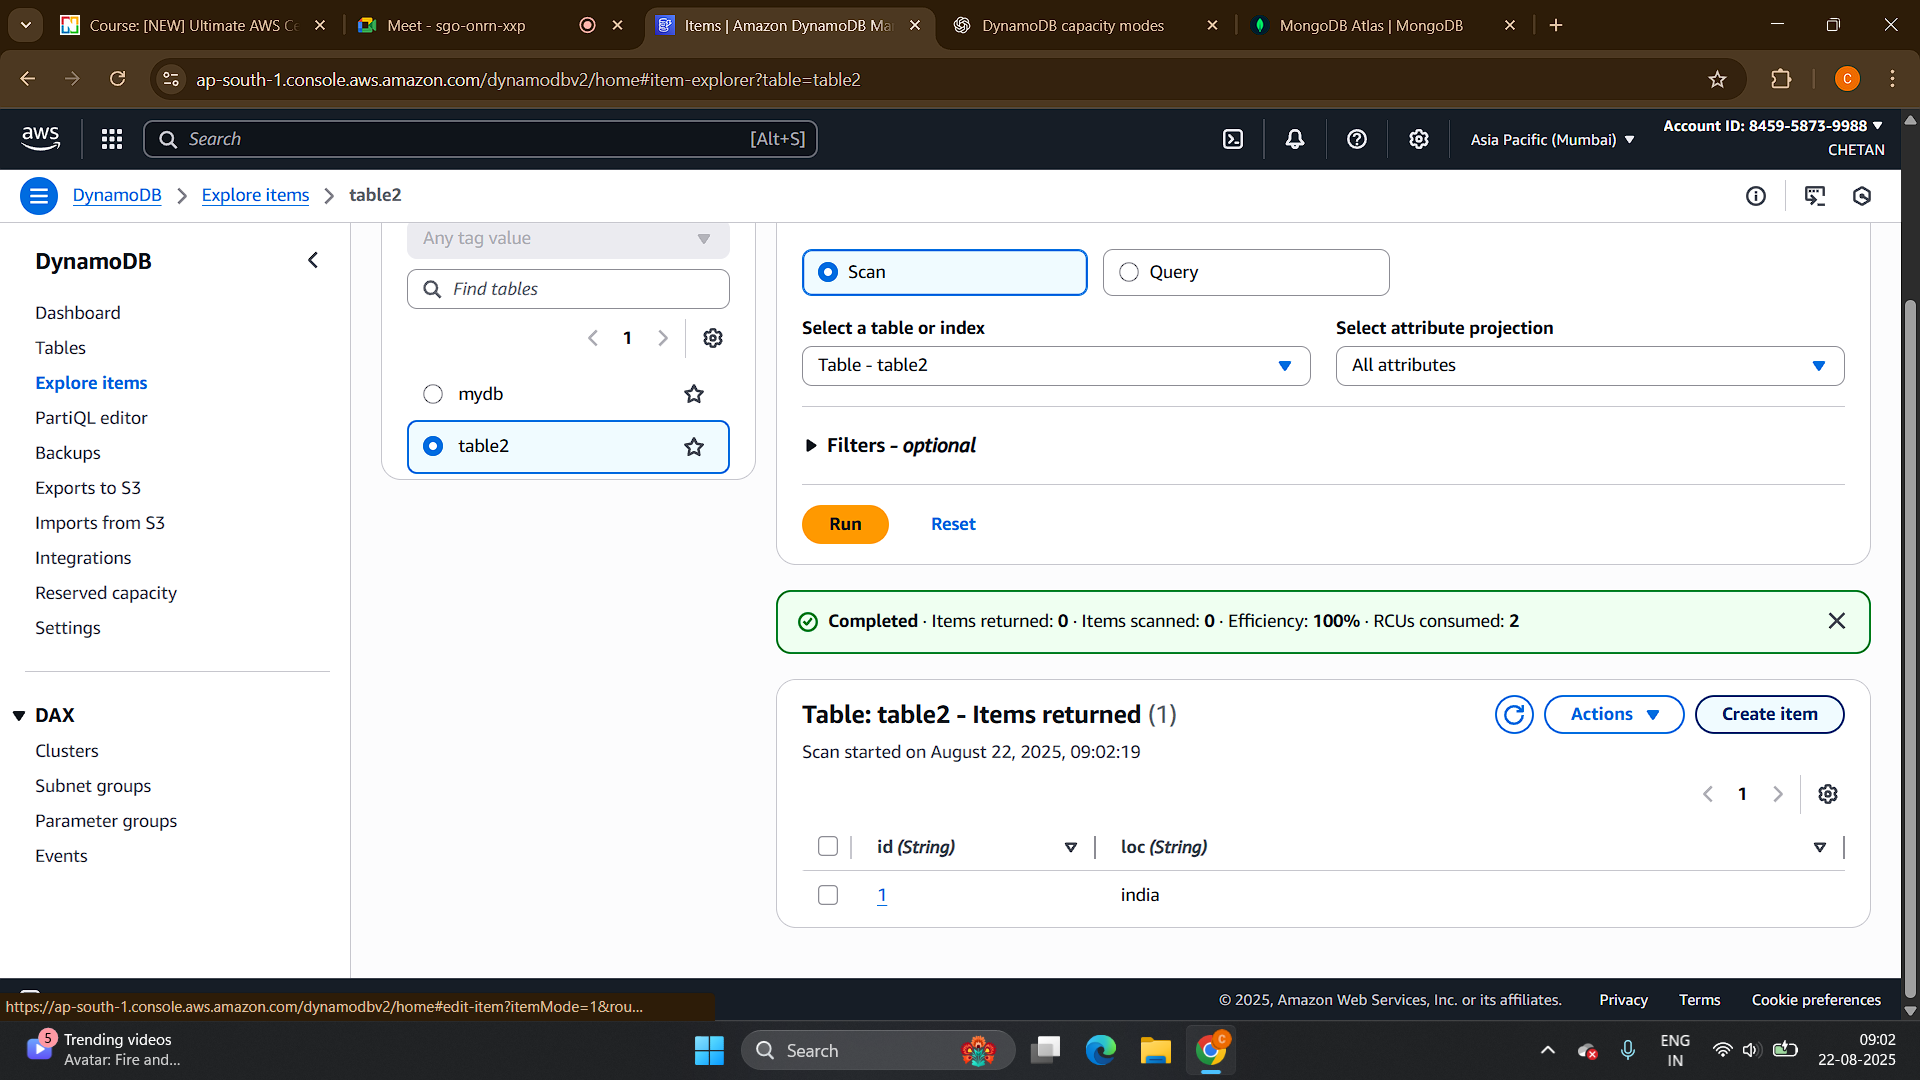 Course: [NEW] Ultimate AWS Ce
Meet - sgo-onrn-xxp
Items | Amazon DynamoDB Ma
DynamoDB capacity modes
MongoDB Atlas | MongoDB
ap-south-1.console.aws.amazon.com/dynamodbv2/home#item-explorer?table=table2
C
aws
Search
[Alt+S]
Asia Pacific (Mumbai)
Account ID: 8459-5873-9988
CHETAN
DynamoDB
Explore items
table2
DynamoDB
Dashboard
Tables
Explore items
PartiQL editor
Backups
Exports to S3
Imports from S3
Integrations
Reserved capacity
Settings
DAX
Clusters
Subnet groups
Parameter groups
Events
Any tag value
Find tables
1
mydb
table2
Scan
Query
Select a table or index
Select attribute projection
Table - table2
All attributes
Filters - optional
Run
Reset
Completed · Items returned: 0 · Items scanned: 0 · Efficiency: 100% · RCUs consumed: 2
Table: table2 - Items returned (1)
Actions
Create item
Scan started on August 22, 2025, 09:02:19
1
id (String)
loc (String)
1
india
https://ap-south-1.console.aws.amazon.com/dynamodbv2/home#edit-item?itemMode=1&rou...
© 2025, Amazon Web Services, Inc. or its affiliates.
Privacy
Terms
Cookie preferences
5
Trending videos
Avatar: Fire and...
Search
C
ENG
IN
09:02
22-08-2025